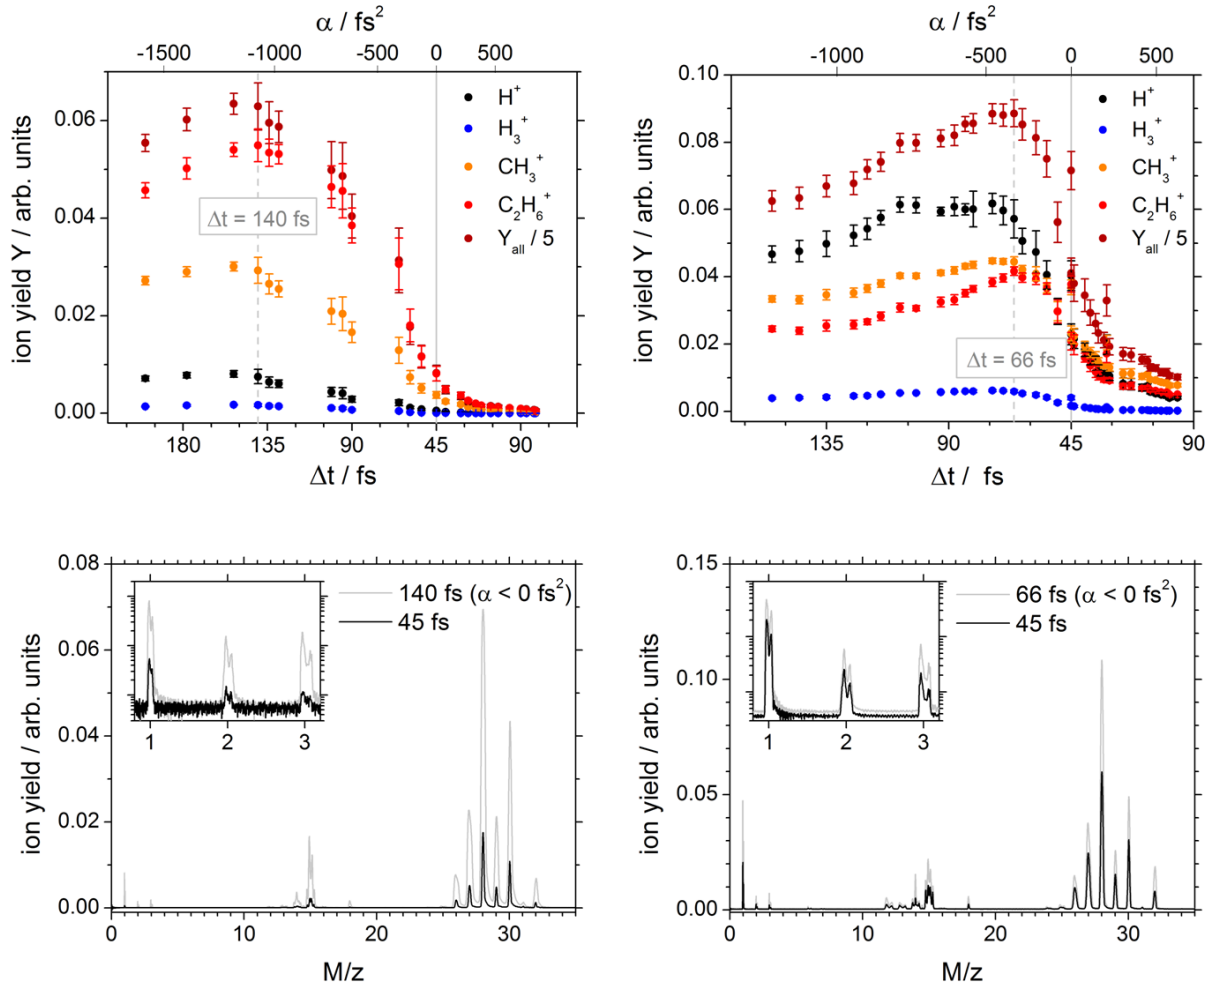 α / fs²
-1500 -1000 -500 0 500
0.06
0.04
0.02
0.00
ion yield Y / arb. units
H⁺
H₃⁺
CH₃⁺
C₂H₆⁺
Y_all / 5
Δt = 140 fs
180 135 90 45 90
Δt / fs
α / fs²
-1000 -500 0 500
0.10
0.08
0.06
0.04
0.02
0.00
ion yield Y / arb. units
H⁺
H₃⁺
CH₃⁺
C₂H₆⁺
Y_all / 5
Δt = 66 fs
135 90 45 90
Δt / fs
0.08
0.06
0.04
0.02
0.00
ion yield / arb. units
140 fs (α < 0 fs²)
45 fs
1 2 3
0 10 20 30
M/z
0.15
0.10
0.05
0.00
ion yield / arb. units
66 fs (α < 0 fs²)
45 fs
1 2 3
0 10 20 30
M/z